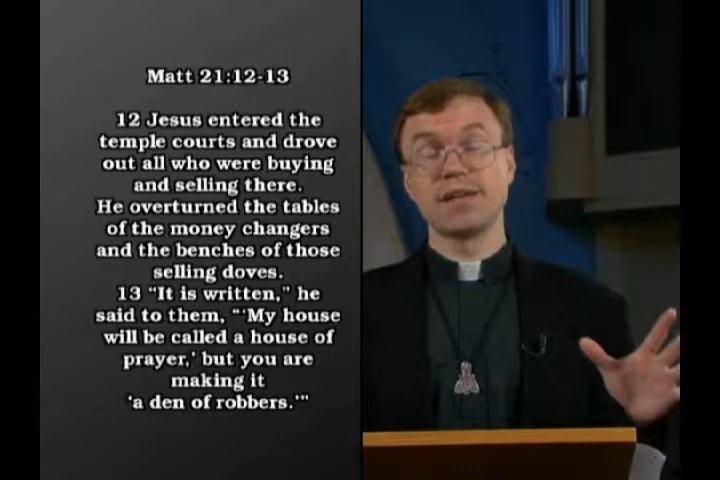 Matt 21:12-13
12 Jesus entered the
temple courts and drove
out all who were buying
and selling there.
He overturned the tables
of the money changers
and the benches of those
selling doves.
13 "It is written," he
said to them, "'My house
will be called a house of
prayer,' but you are
making it
'a den of robbers.'"